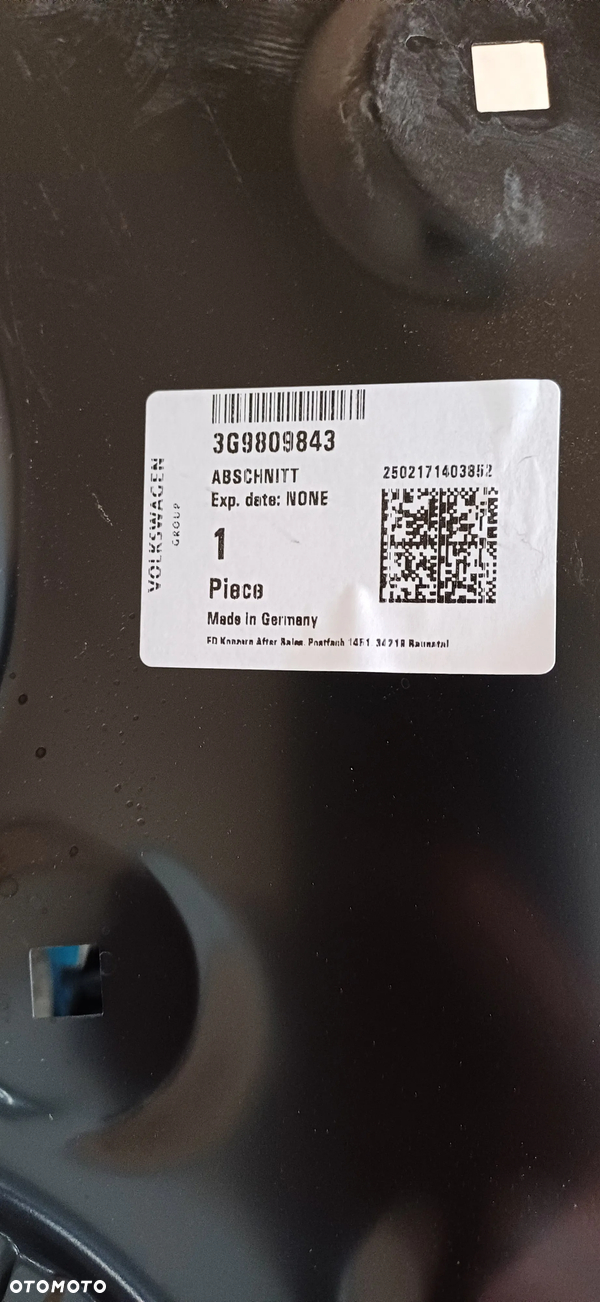 VOLKSWAGEN
GROUP
3G9809843
ABSCHNITT
2502171403852
Exp. date: NONE
1
Piece
Made in Germany
OTOMOTO